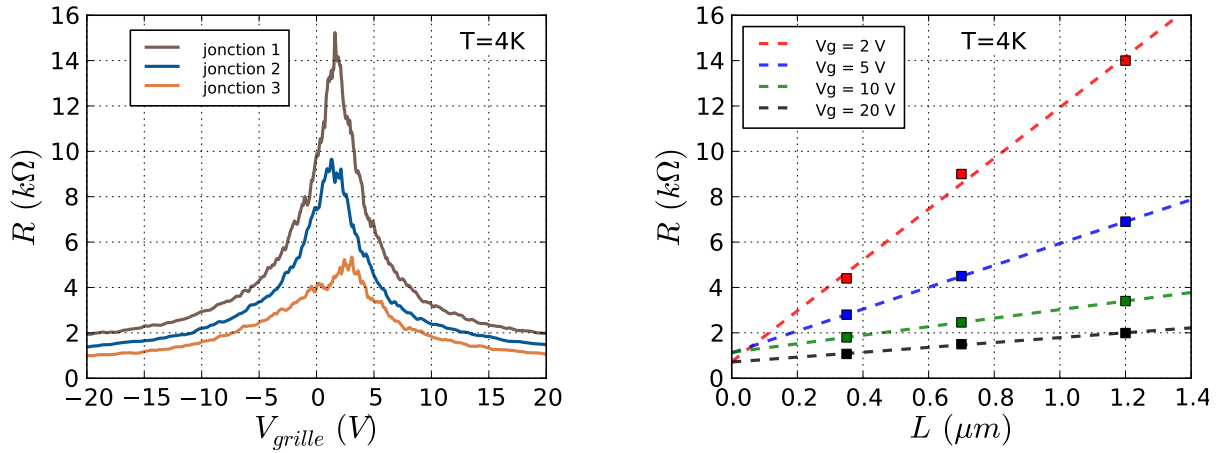 16
14
12
10
8
6
4
2
0
R (kΩ)
jonction 1
jonction 2
jonction 3
T=4K
−20 −15 −10 −5 0 5 10 15 20
V_grille (V)
16
14
12
10
8
6
4
2
0
R (kΩ)
Vg = 2 V
Vg = 5 V
Vg = 10 V
Vg = 20 V
T=4K
0.0 0.2 0.4 0.6 0.8 1.0 1.2 1.4
L (μm)